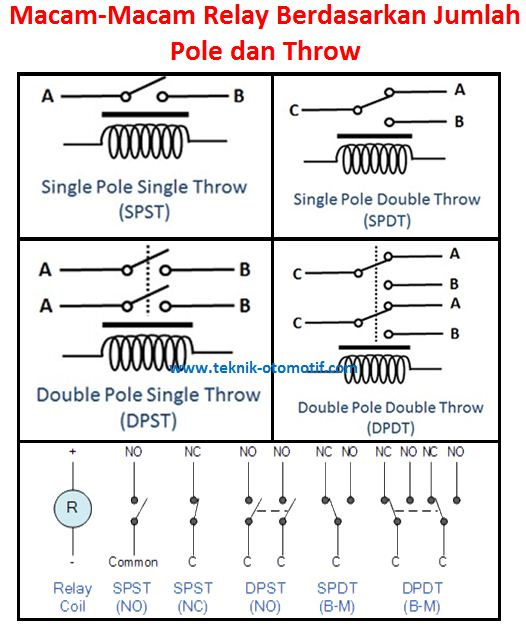 Macam-Macam Relay Berdasarkan Jumlah
Pole dan Throw
A B
Single Pole Single Throw
(SPST)
C A
B
Single Pole Double Throw
(SPDT)
A B
A B
Double Pole Single Throw
(DPST)
C A
B
C A
B
Double Pole Double Throw
(DPDT)
www.teknik-otomotif.com
+ NO NC NO NO NC NO NC NO NC NO
R
- Common C C C C C C
Relay SPST SPST DPST SPDT DPDT
Coil (NO) (NC) (NO) (B-M) (B-M)